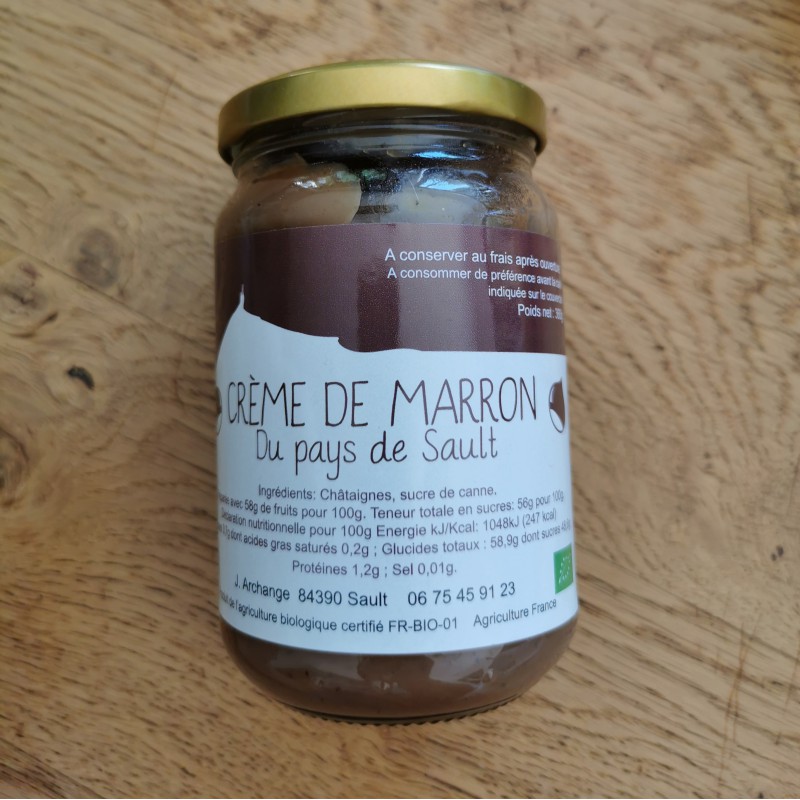 A conserver au frais après
A consommer de préférence avant
indiquée sur le
Poids net:
CRÈME DE MARRON
Du pays de Sault
Ingrédients: Châtaignes, sucre de canne.
avec 58g de fruits pour 100g. Teneur totale en sucres: 56g pour 100g.
Déclaration nutritionnelle pour 100g Energie kJ/Kcal: 1048kJ (247 kcal)
dont acides gras saturés 0,2g ; Glucides totaux : 58,9g dont sucres
Protéines 1,2g ; Sel 0,01g.
J. Archange 84390 Sault 06 75 45 91 23
de l'agriculture biologique certifié FR-BIO-01 Agriculture France